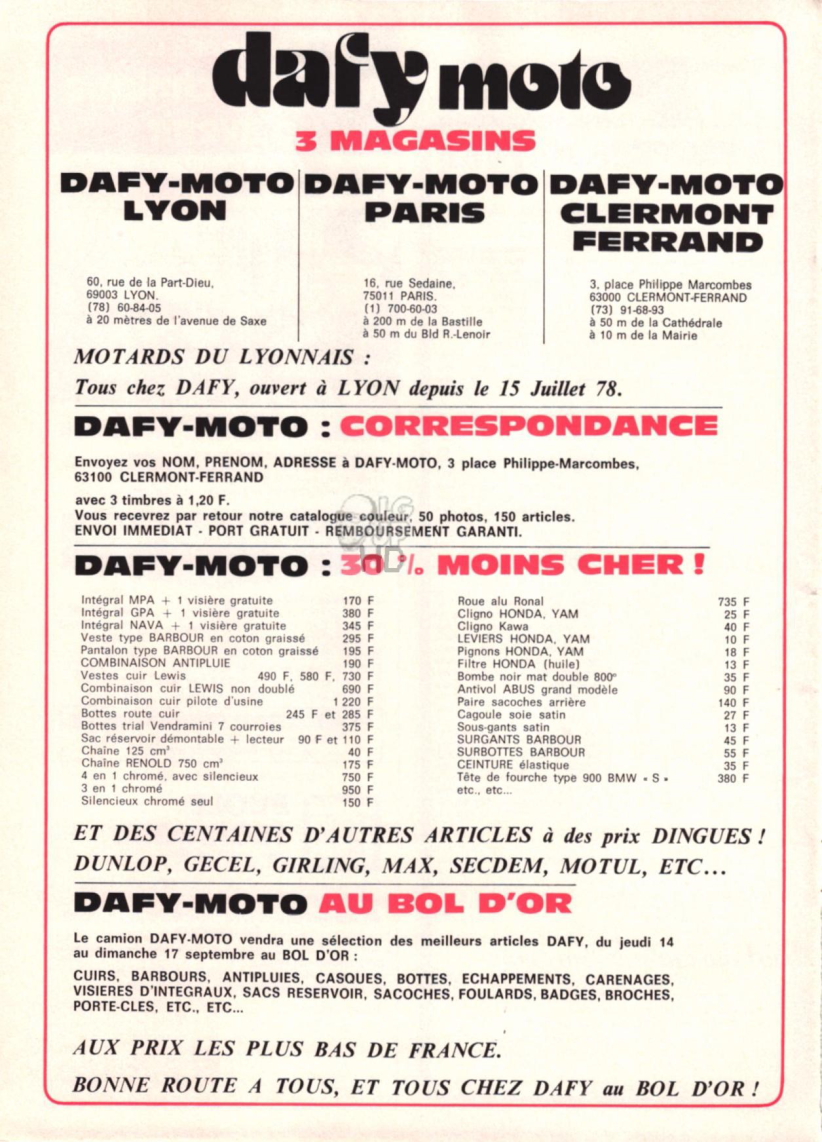 dafy moto
3 MAGASINS
DAFY-MOTO
LYON
60, rue de la Part-Dieu,
69003 LYON.
(78) 60-84-05
à 20 mètres de l'avenue de Saxe
DAFY-MOTO
PARIS
16, rue Sedaine,
75011 PARIS.
(1) 700-60-03
à 200 m de la Bastille
à 50 m du Bld R.-Lenoir
DAFY-MOTO
CLERMONT
FERRAND
3, place Philippe Marcombes
63000 CLERMONT-FERRAND
(73) 91-68-93
à 50 m de la Cathédrale
à 10 m de la Mairie
MOTARDS DU LYONNAIS :
Tous chez DAFY, ouvert à LYON depuis le 15 Juillet 78.
DAFY-MOTO : CORRESPONDANCE
Envoyez vos NOM, PRENOM, ADRESSE à DAFY-MOTO, 3 place Philippe-Marcombes,
63100 CLERMONT-FERRAND
avec 3 timbres à 1,20 F.
Vous recevrez par retour notre catalogue couleur, 50 photos, 150 articles.
ENVOI IMMEDIAT - PORT GRATUIT - REMBOURSEMENT GARANTI.
DAFY-MOTO : 30 % MOINS CHER !
Intégral MPA + 1 visière gratuite 170 F
Intégral GPA + 1 visière gratuite 380 F
Intégral NAVA + 1 visière gratuite 345 F
Veste type BARBOUR en coton graissé 295 F
Pantalon type BARBOUR en coton graissé 195 F
COMBINAISON ANTIPLUIE 190 F
Vestes cuir Lewis 490 F, 580 F, 730 F
Combinaison cuir LEWIS non doublé 690 F
Combinaison cuir pilote d'usine 1 220 F
Bottes route cuir 245 F et 285 F
Bottes trial Vendramini 7 courroies 375 F
Sac réservoir démontable + lecteur 90 F et 110 F
Chaîne 125 cm³ 40 F
Chaîne RENOLD 750 cm³ 175 F
4 en 1 chromé, avec silencieux 750 F
3 en 1 chromé 950 F
Silencieux chromé seul 150 F
Roue alu Ronal 735 F
Cligno HONDA, YAM 25 F
Cligno Kawa 40 F
LEVIERS HONDA, YAM 10 F
Pignons HONDA, YAM 18 F
Filtre HONDA (huile) 13 F
Bombe noir mat double 800° 35 F
Antivol ABUS grand modèle 90 F
Paire sacoches arrière 140 F
Cagoule soie satin 27 F
Sous-gants satin 13 F
SURGANTS BARBOUR 45 F
SURBOTTES BARBOUR 55 F
CEINTURE élastique 35 F
Tête de fourche type 900 BMW « S » 380 F
etc., etc...
ET DES CENTAINES D'AUTRES ARTICLES à des prix DINGUES !
DUNLOP, GECEL, GIRLING, MAX, SECDEM, MOTUL, ETC...
DAFY-MOTO AU BOL D'OR
Le camion DAFY-MOTO vendra une sélection des meilleurs articles DAFY, du jeudi 14
au dimanche 17 septembre au BOL D'OR :
CUIRS, BARBOURS, ANTIPLUIES, CASQUES, BOTTES, ECHAPPEMENTS, CARENAGES,
VISIERES D'INTEGRAUX, SACS RESERVOIR, SACOCHES, FOULARDS, BADGES, BROCHES,
PORTE-CLES, ETC., ETC...
AUX PRIX LES PLUS BAS DE FRANCE.
BONNE ROUTE A TOUS, ET TOUS CHEZ DAFY au BOL D'OR !